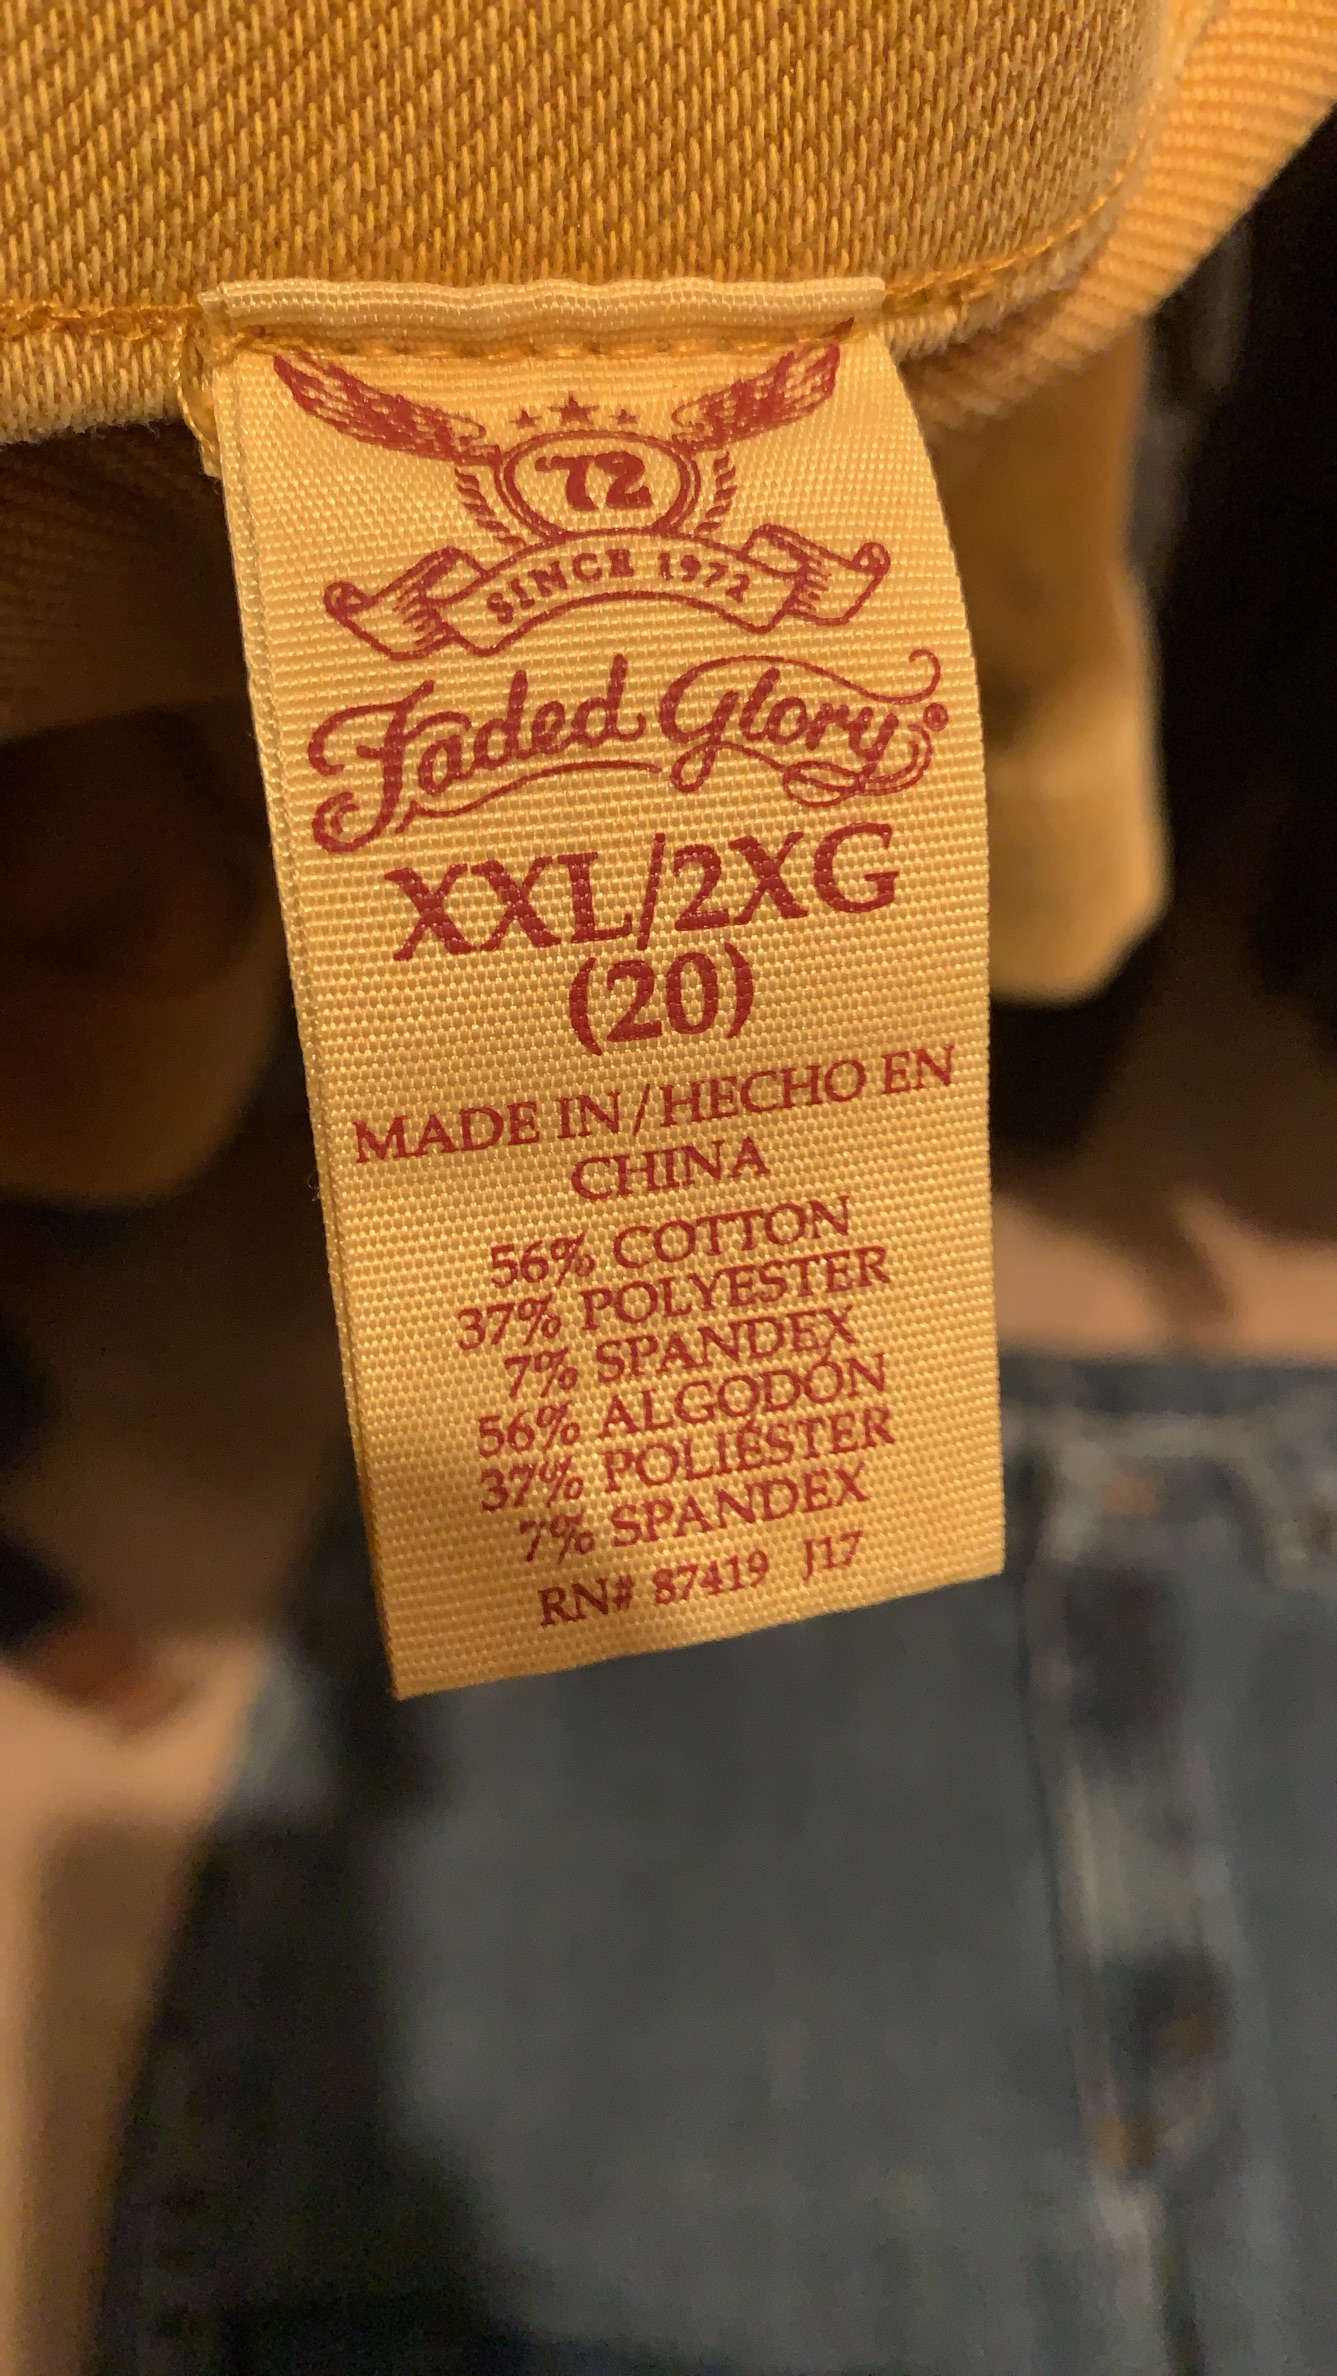 72
SINCE 1972
Faded Glory®
XXL/2XG
(20)
MADE IN/HECHO EN
CHINA
56% COTTON
37% POLYESTER
7% SPANDEX
56% ALGODÓN
37% POLIÉSTER
7% SPANDEX
RN# 87419 J17